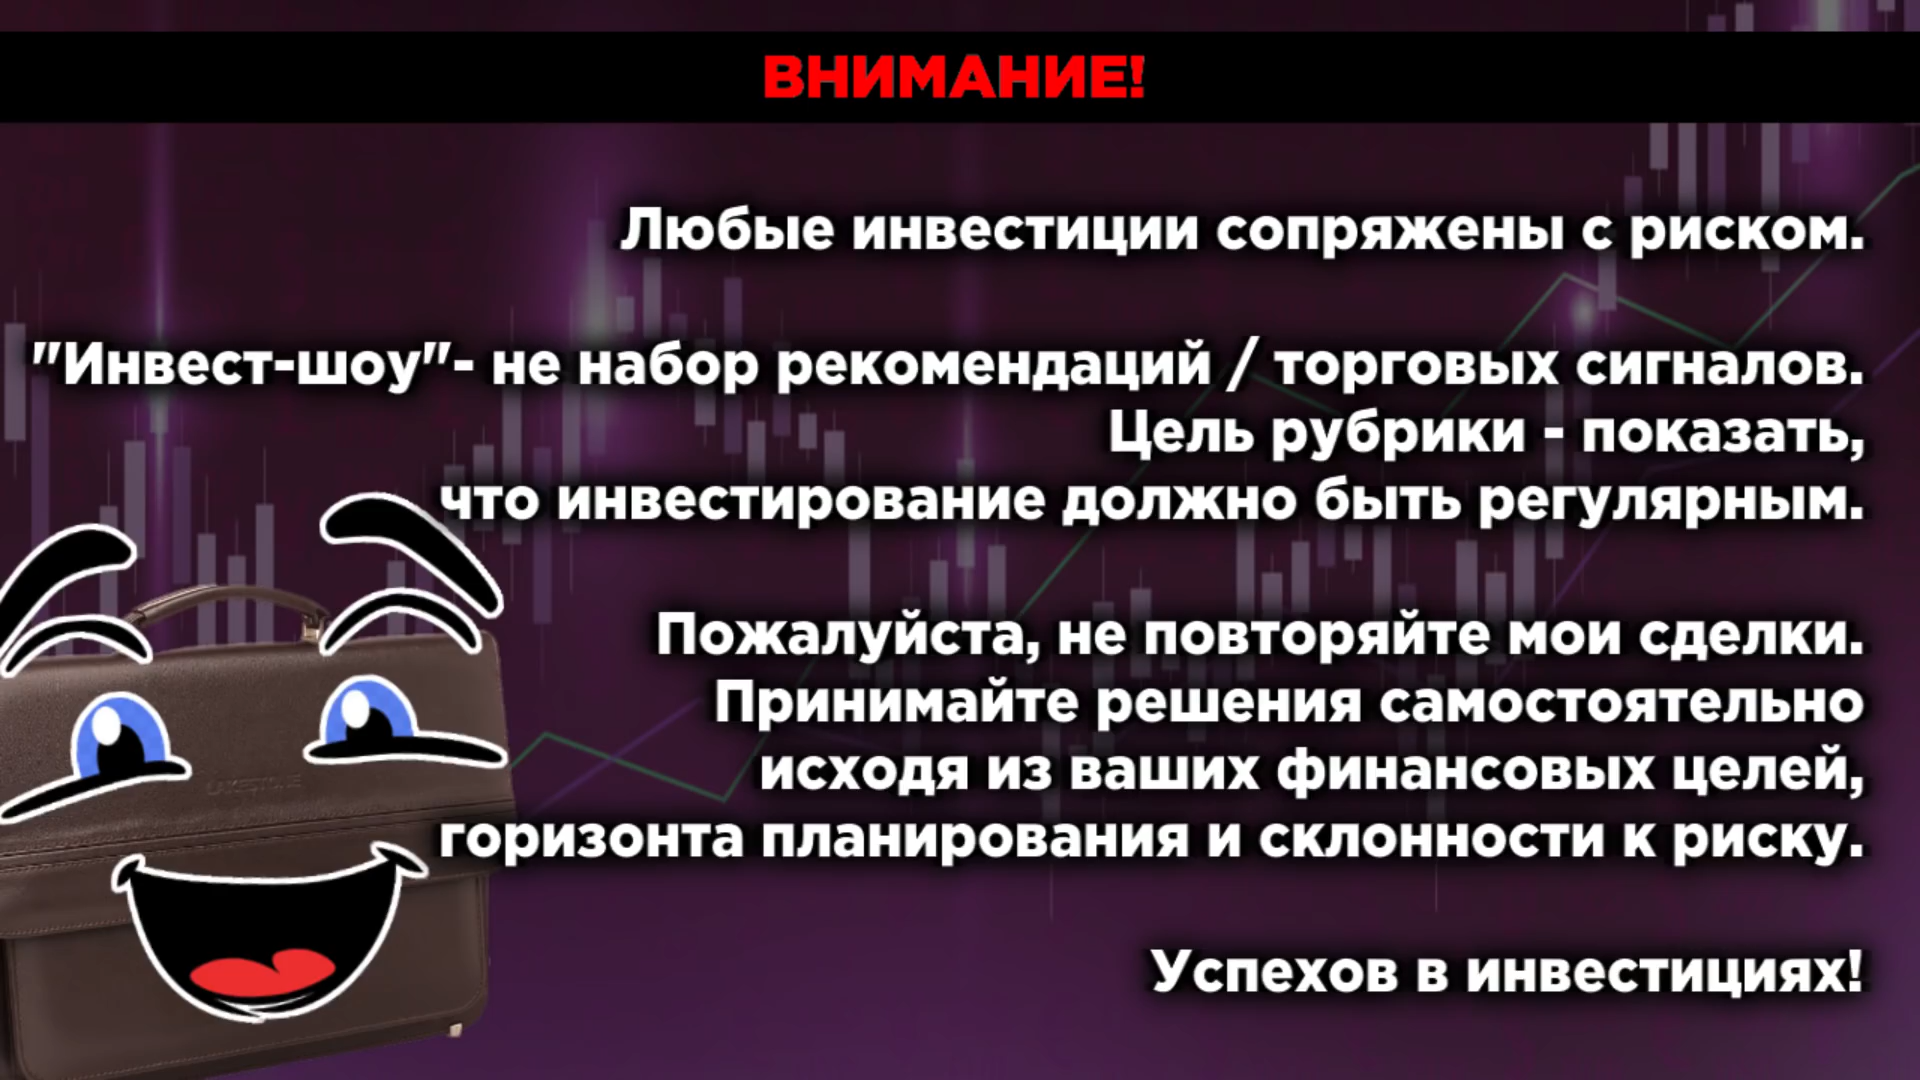 ВНИМАНИЕ!
Любые инвестиции сопряжены с риском.
"Инвест-шоу"- не набор рекомендаций / торговых сигналов.
Цель рубрики - показать,
что инвестирование должно быть регулярным.
Пожалуйста, не повторяйте мои сделки.
Принимайте решения самостоятельно
исходя из ваших финансовых целей,
горизонта планирования и склонности к риску.
LAKESTONE
Успехов в инвестициях!